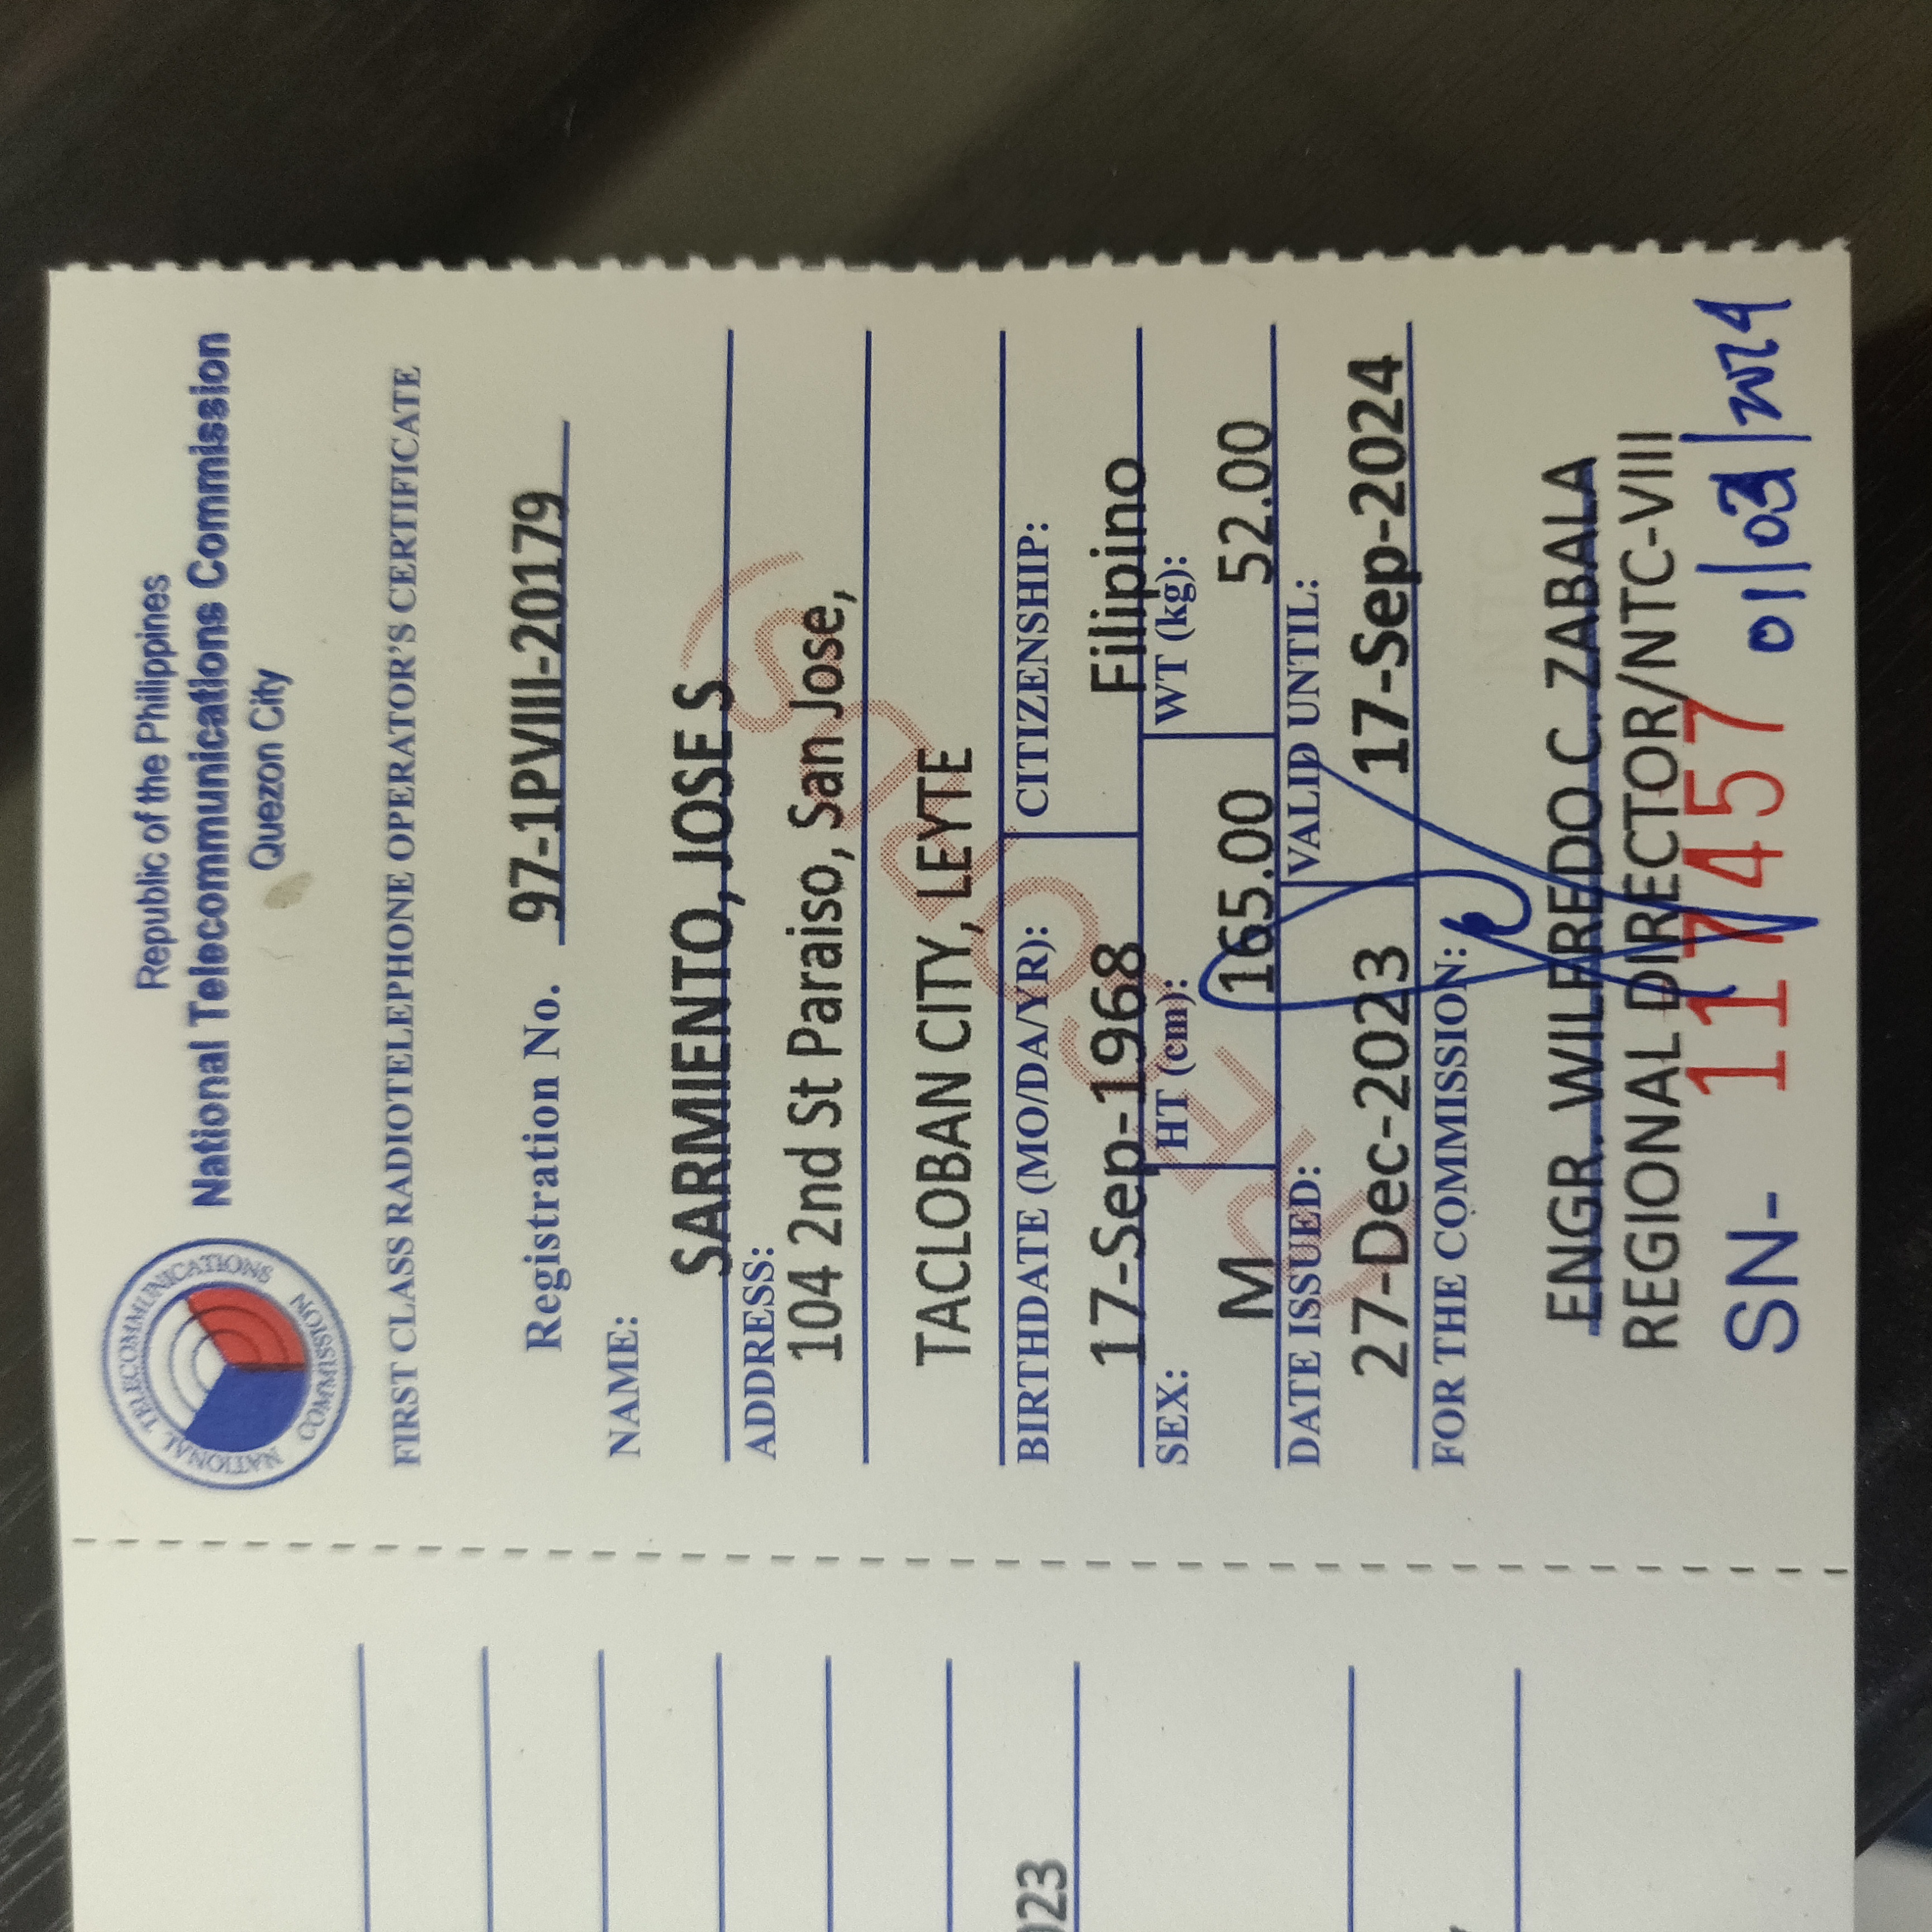 NATIONAL TELECOMMUNICATIONS COMMISSION
Republic of the Philippines
National Telecommunications Commission
Quezon City
FIRST CLASS RADIOTELEPHONE OPERATOR'S CERTIFICATE
Registration No. 97-1PVIII-20179
NAME:
SARMIENTO, JOSE S
ADDRESS:
104 2nd St Paraiso, San Jose,
TACLOBAN CITY, LEYTE
BIRTHDATE (MO/DA/YR): CITIZENSHIP:
17-Sep-1968 Filipino
SEX: HT (cm): WT (kg):
M 165.00 52.00
DATE ISSUED: VALID UNTIL:
27-Dec-2023 17-Sep-2024
FOR THE COMMISSION:
ENGR. WILFREDO C. ZABALA
REGIONAL DIRECTOR/NTC-VIII
SN- 117457 01/03/2024
023